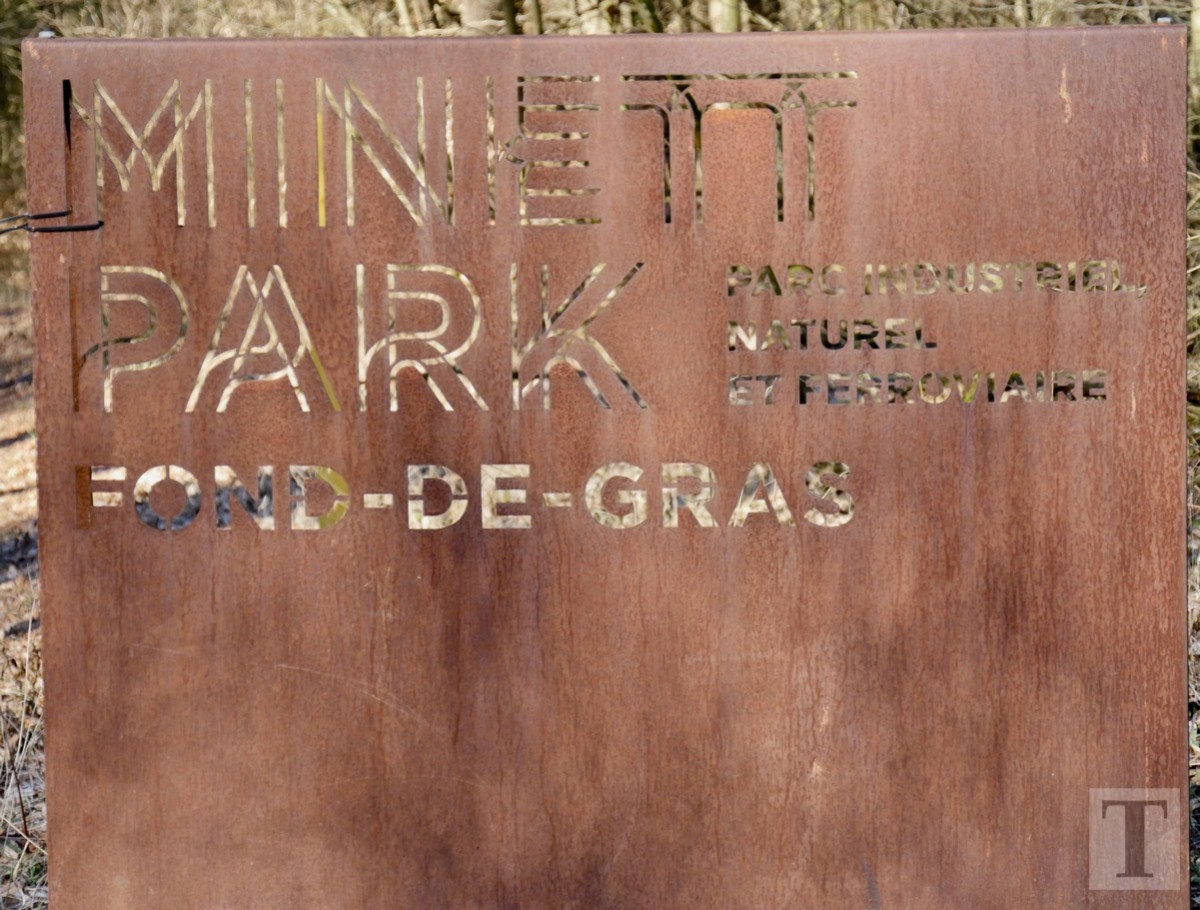 MINETT
PARK
PARC INDUSTRIEL,
NATUREL
ET FERROVIAIRE
FOND-DE-GRAS
T